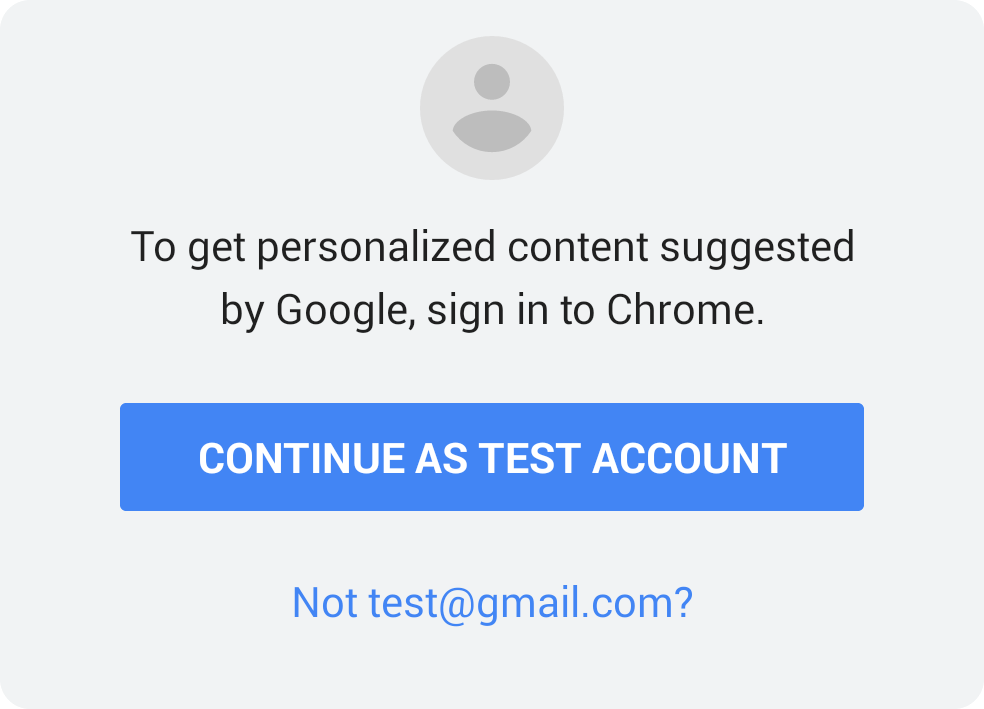 To get personalized content suggested
by Google, sign in to Chrome.
CONTINUE AS TEST ACCOUNT
Not test@gmail.com?